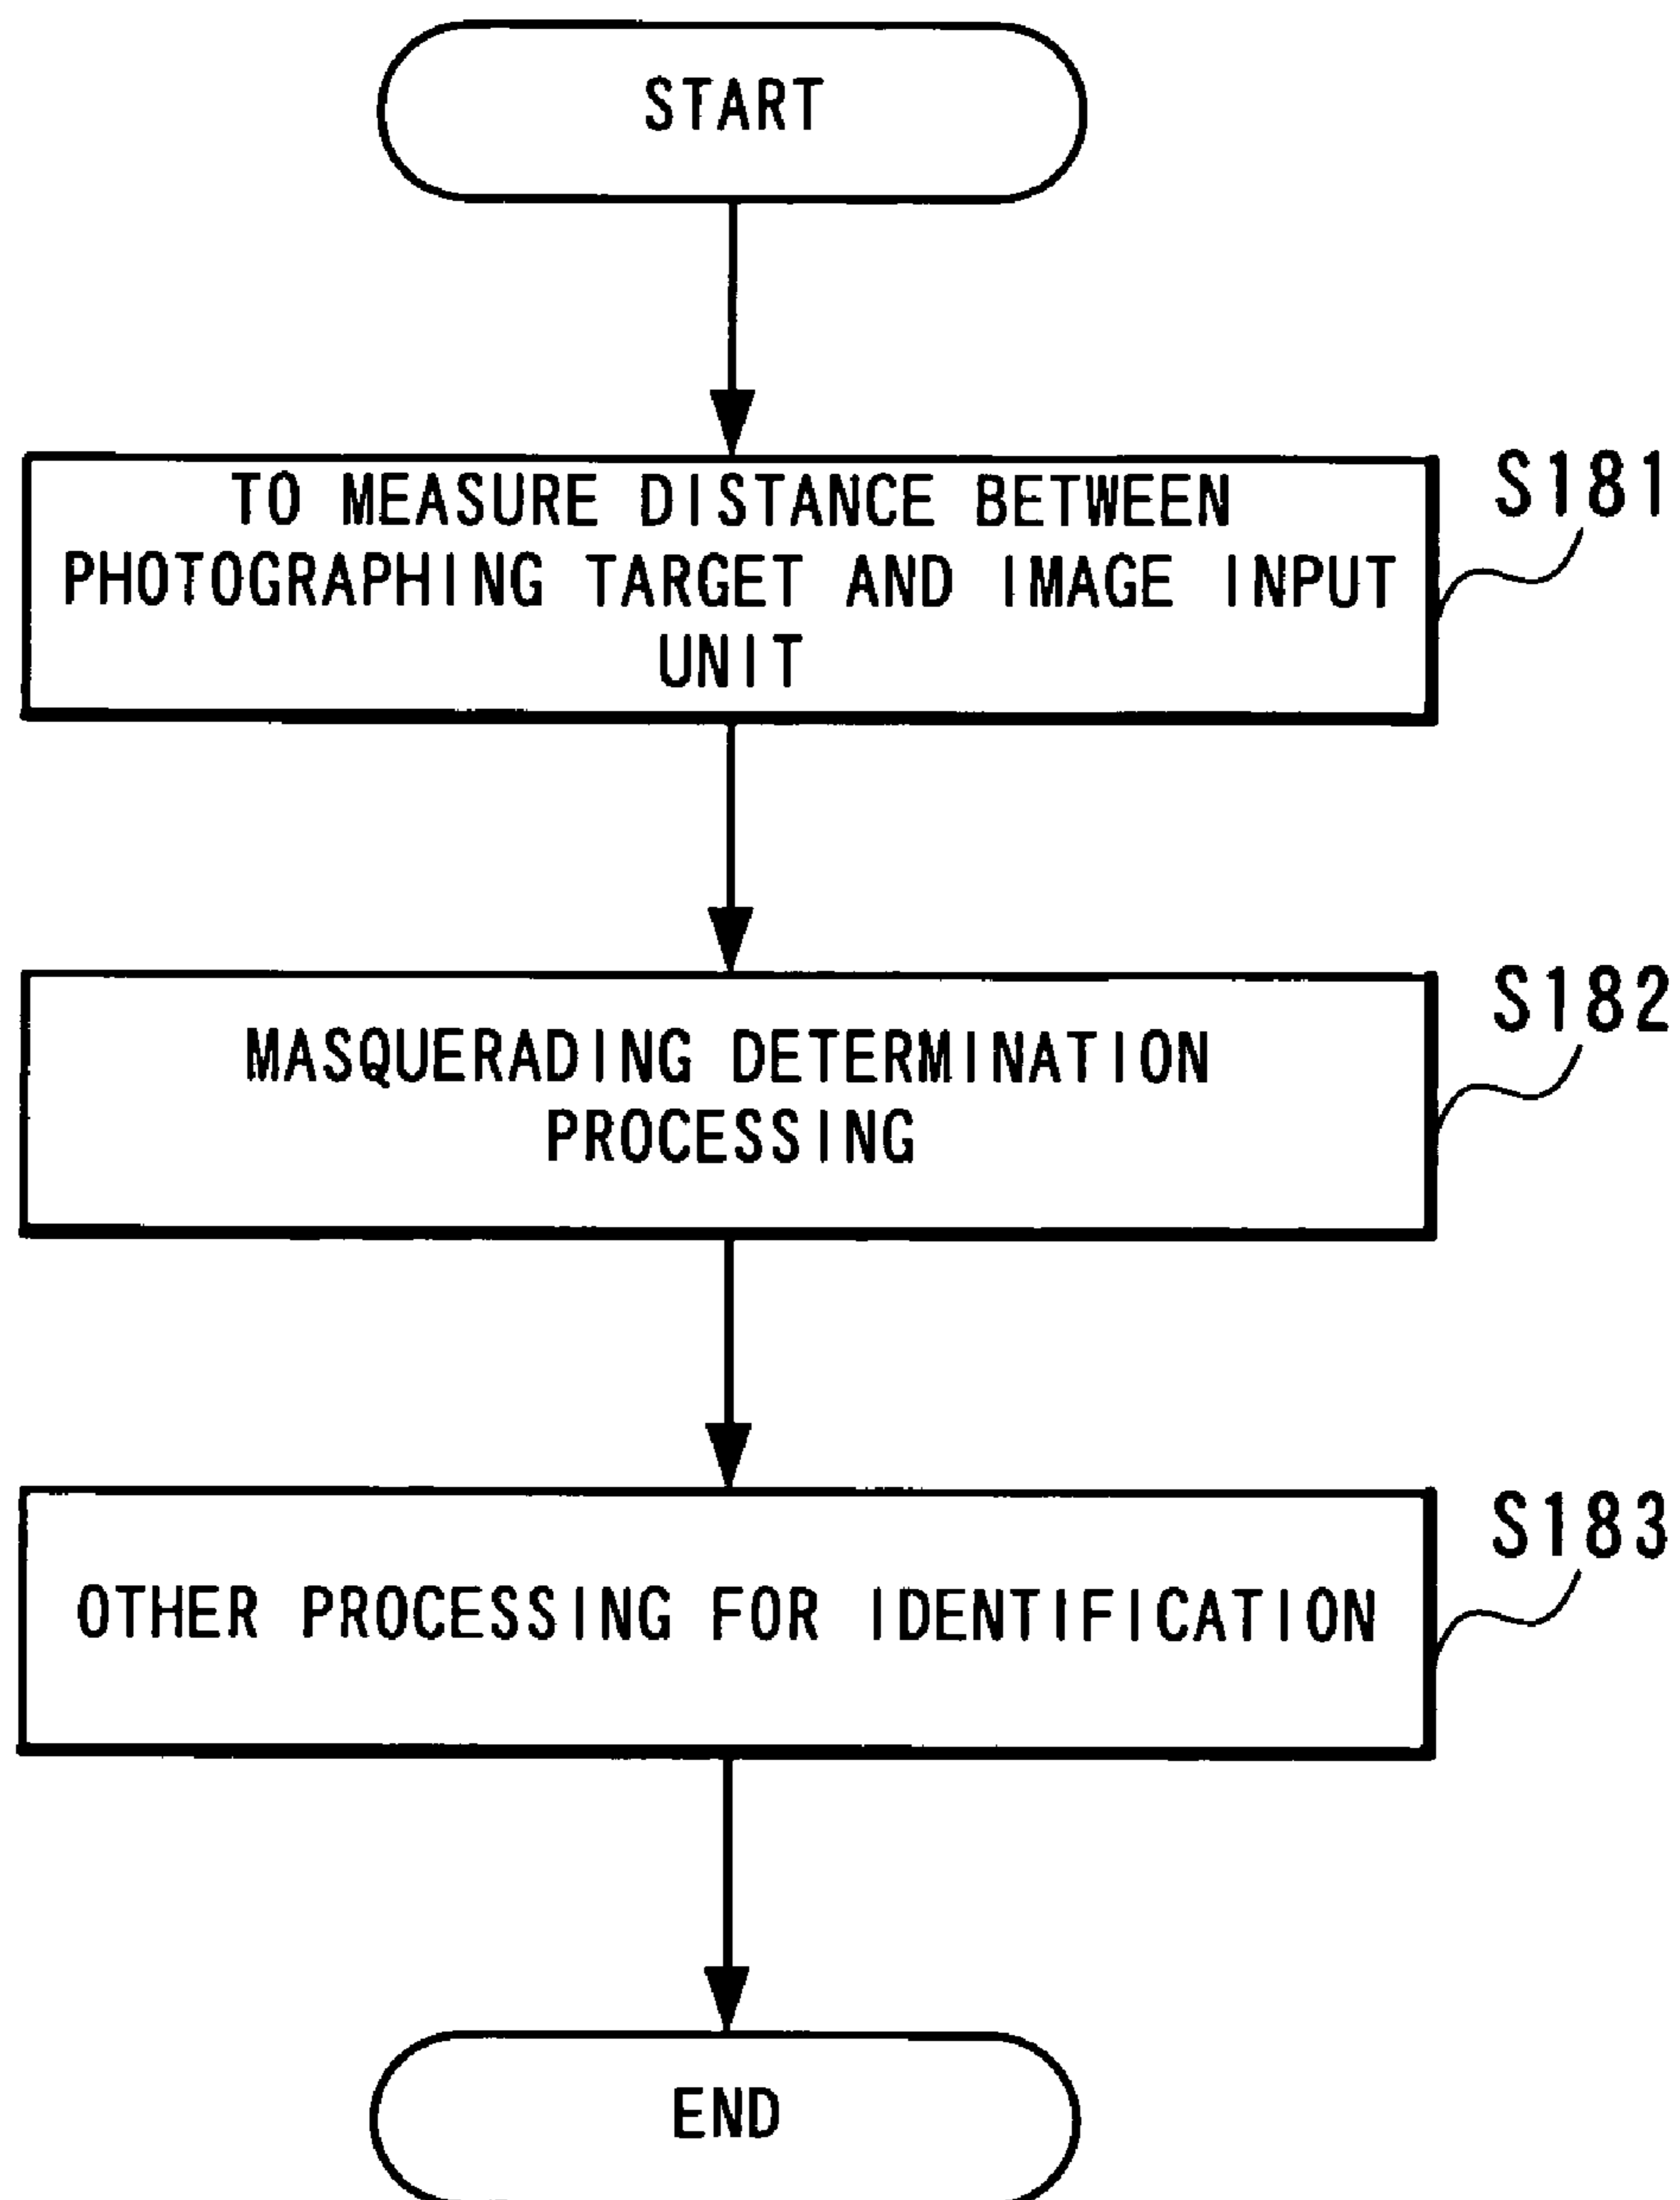 START
TO MEASURE DISTANCE BETWEEN
PHOTOGRAPHING TARGET AND IMAGE INPUT
UNIT
S181
MASQUERADING DETERMINATION
PROCESSING
S182
OTHER PROCESSING FOR IDENTIFICATION
S183
END